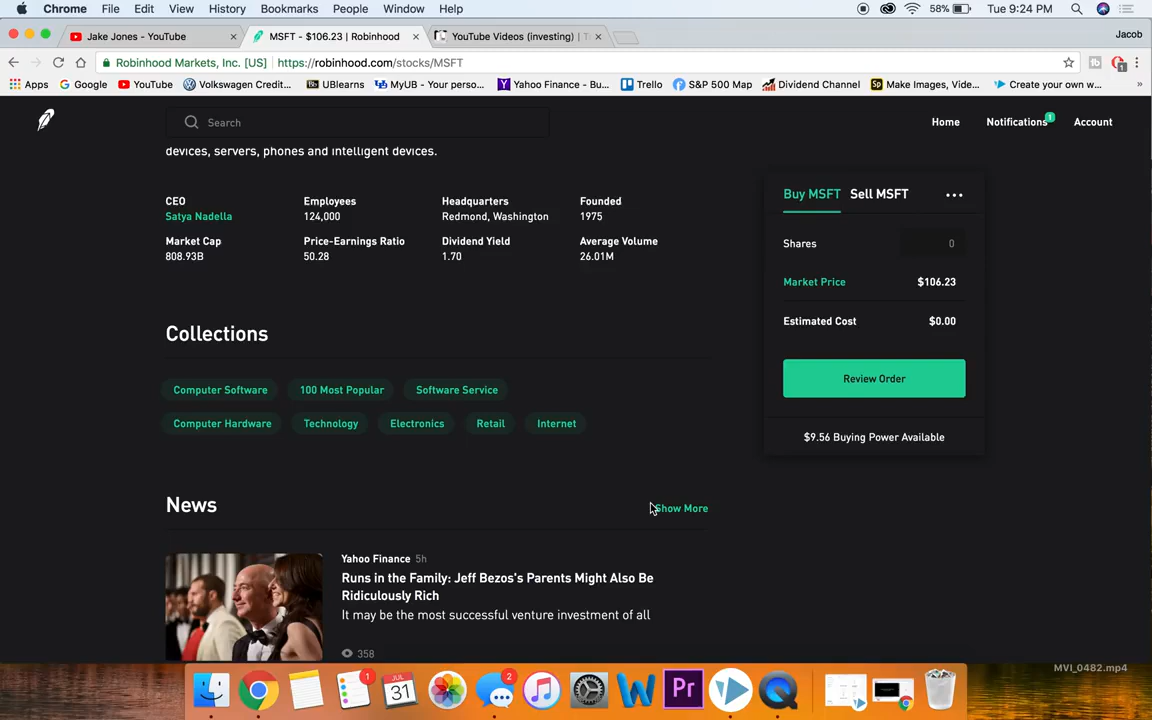 Chrome File Edit View History Bookmarks People Window Help 58% Tue 9:24 PM
Jake Jones - YouTube MSFT - $106.23 | Robinhood YouTube Videos (investing) | Jacob
Robinhood Markets, Inc. [US] https://robinhood.com/stocks/MSFT
Apps Google YouTube Volkswagen Credit... UBlearns MyUB - Your perso... Yahoo Finance - Bu... Trello S&P 500 Map Dividend Channel Make Images, Vide... Create your own w... »
Search Home Notifications 1 Account
devices, servers, phones and intelligent devices.
CEO Employees Headquarters Founded
Satya Nadella 124,000 Redmond, Washington 1975
Market Cap Price-Earnings Ratio Dividend Yield Average Volume
808.93B 50.28 1.70 26.01M
Buy MSFT Sell MSFT
Shares 0
Market Price $106.23
Estimated Cost $0.00
Review Order
$9.56 Buying Power Available
Collections
Computer Software 100 Most Popular Software Service
Computer Hardware Technology Electronics Retail Internet
News Show More
Yahoo Finance 5h
Runs in the Family: Jeff Bezos's Parents Might Also Be
Ridiculously Rich
It may be the most successful venture investment of all
358
MVI_0482.mp4
1 JUL 31 2 W Pr